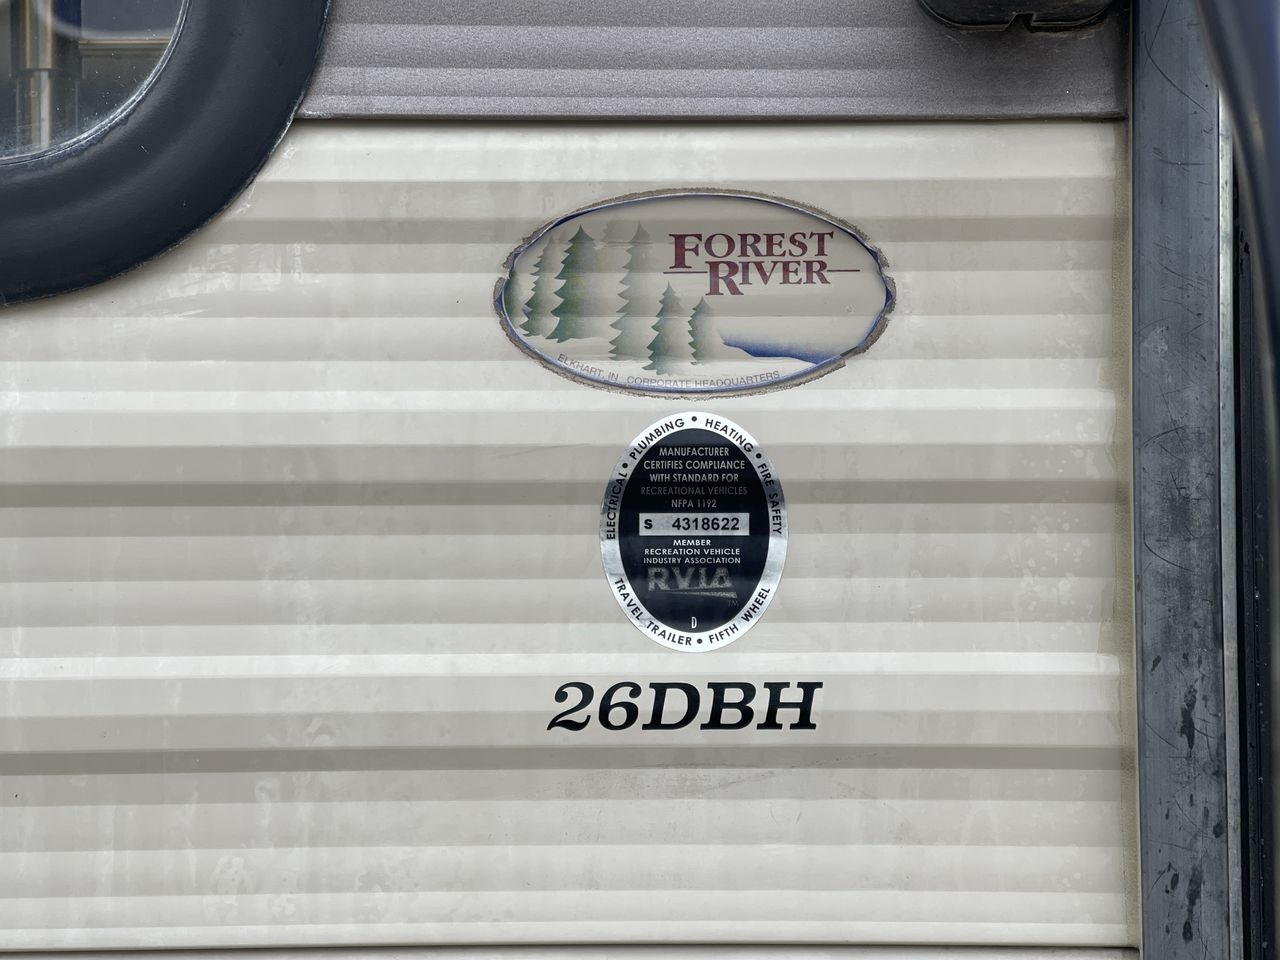 FOREST
RIVER
ELKHART, IN CORPORATE HEADQUARTERS
ELECTRICAL • PLUMBING • HEATING • FIRE SAFETY
MANUFACTURER
CERTIFIES COMPLIANCE
WITH STANDARD FOR
RECREATIONAL VEHICLES
NFPA 1192
S 4318622
MEMBER
RECREATION VEHICLE
INDUSTRY ASSOCIATION
RVIA
TM
D
TRAVEL TRAILER • FIFTH WHEEL
26DBH